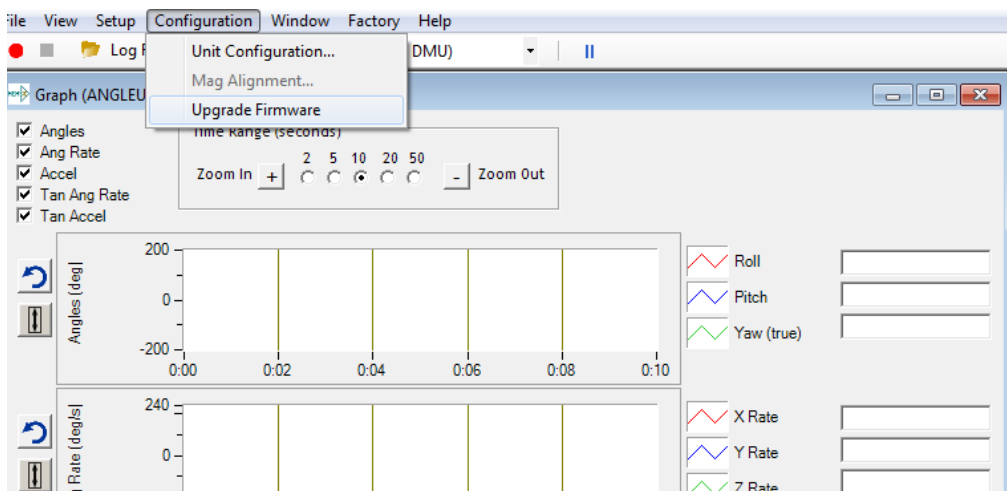 File View Setup Configuration Window Factory Help
Log F
DMU)
Unit Configuration...
Mag Alignment...
Upgrade Firmware
Graph (ANGLEU
Angles
Ang Rate
Accel
Tan Ang Rate
Tan Accel
Time Range (seconds)
2 5 10 20 50
Zoom In + - Zoom Out
200
0
-200
Angles (deg)
0:00 0:02 0:04 0:06 0:08 0:10
Roll
Pitch
Yaw (true)
240
0
g Rate (deg/s)
X Rate
Y Rate
Z Rate